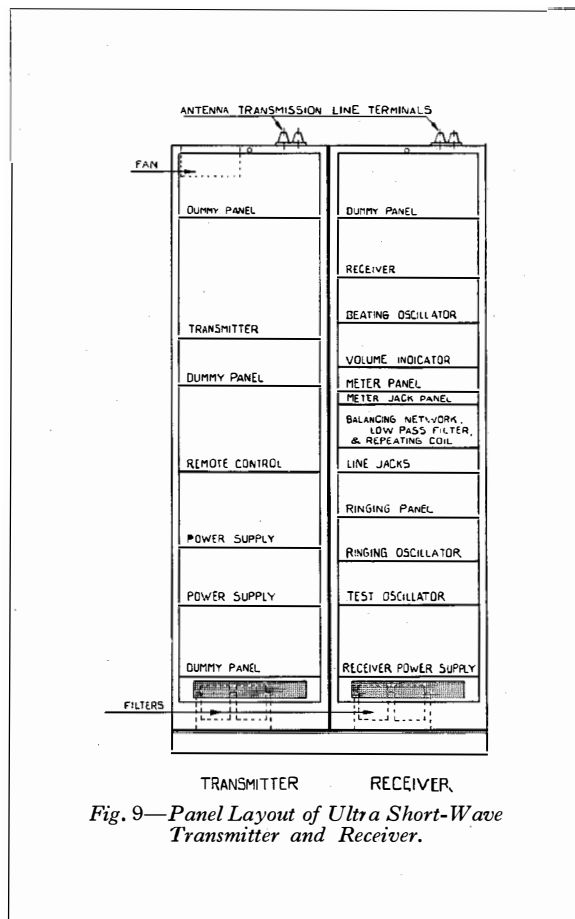 ANTENNA TRANSMISSION LINE TERMINALS
FAN
DUMMY PANEL
TRANSMITTER
DUMMY PANEL
REMOTE CONTROL
POWER SUPPLY
POWER SUPPLY
DUMMY PANEL
DUMMY PANEL
RECEIVER
BEATING OSCILLATOR
VOLUME INDICATOR
METER PANEL
METER JACK PANEL
BALANCING NETWORK,
LOW PASS FILTER,
& REPEATING COIL
LINE JACKS
RINGING PANEL
RINGING OSCILLATOR
TEST OSCILLATOR
RECEIVER POWER SUPPLY
FILTERS
TRANSMITTER
RECEIVER
Fig. 9—Panel Layout of Ultra Short-Wave
Transmitter and Receiver.